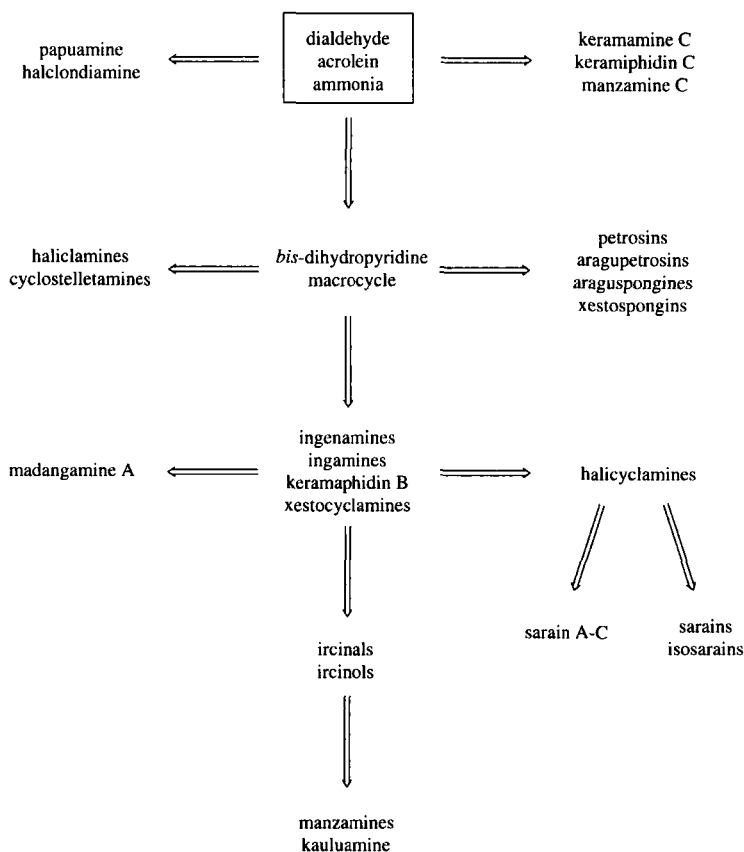 papuamine
halclondiamine
dialdehyde
acrolein
ammonia
keramamine C
keramiphidin C
manzamine C
haliclamines
cyclostelletamines
bis-dihydropyridine
macrocycle
petrosins
aragupetrosins
araguspongines
xestospongins
madangamine A
ingenamines
ingamines
keramaphidin B
xestocyclamines
halicyclamines
sarain A-C
sarains
isosarains
ircinals
ircinols
manzamines
kauluamine